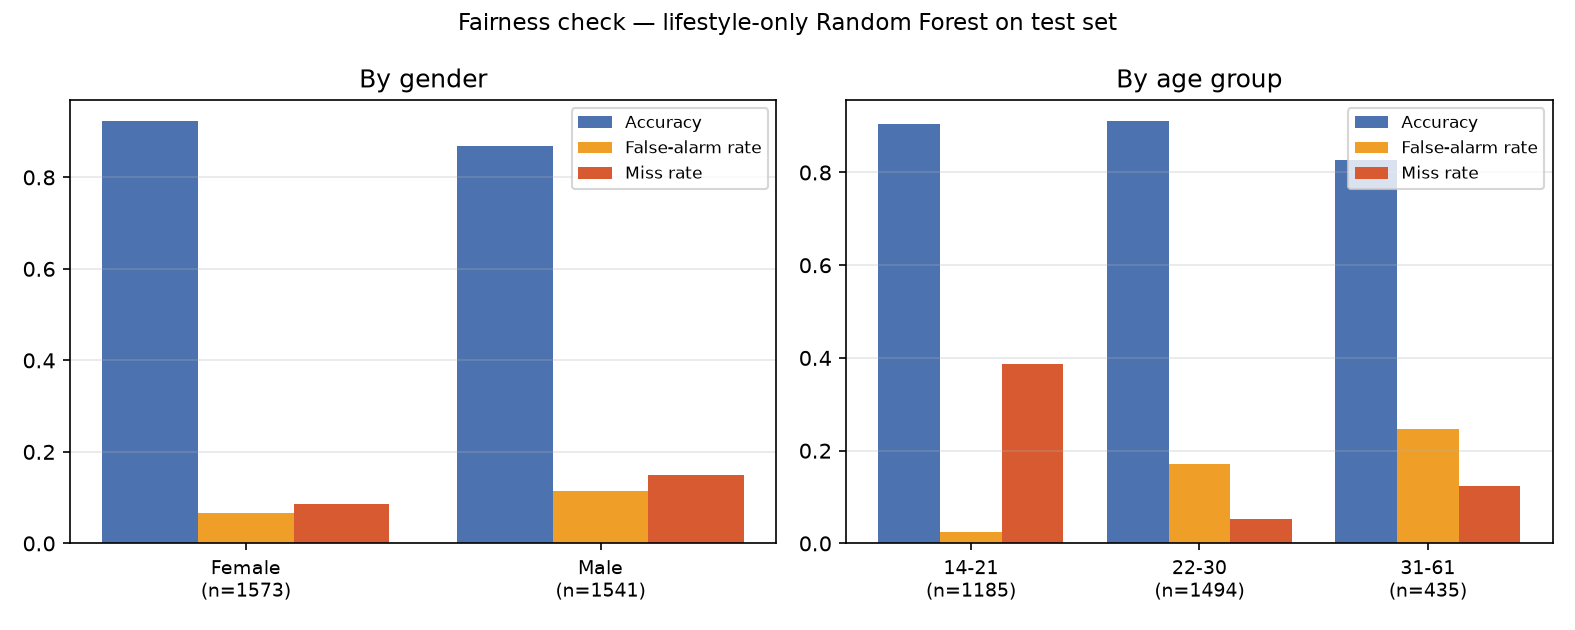 Fairness check — lifestyle-only Random Forest on test set
By gender
Accuracy
False-alarm rate
Miss rate
0.8
0.6
0.4
0.2
0.0
Female
(n=1573)
Male
(n=1541)
By age group
Accuracy
False-alarm rate
Miss rate
0.8
0.6
0.4
0.2
0.0
14-21
(n=1185)
22-30
(n=1494)
31-61
(n=435)